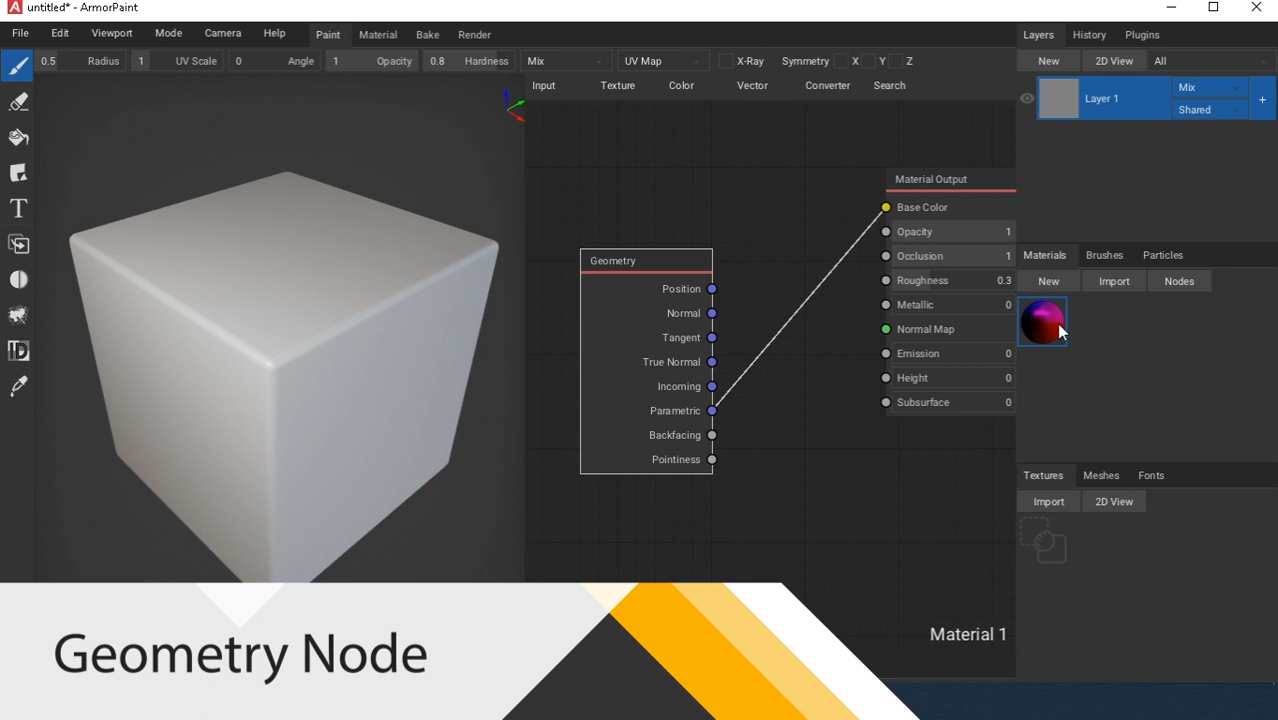 A untitled* - ArmorPaint
File Edit Viewport Mode Camera Help Paint Material Bake Render Layers History Plugins
0.5 Radius 1 UV Scale 0 Angle 1 Opacity 0.8 Hardness Mix UV Map X-Ray Symmetry X Y Z New 2D View All
Input Texture Color Vector Converter Search
Mix
Layer 1
Shared
+
Material Output
Base Color
Opacity 1
Occlusion 1
Roughness 0.3
Metallic 0
Normal Map
Emission 0
Height 0
Subsurface 0
Geometry
Position
Normal
Tangent
True Normal
Incoming
Parametric
Backfacing
Pointiness
T
Materials Brushes Particles
New Import Nodes
Textures Meshes Fonts
Import 2D View
Material 1
Geometry Node